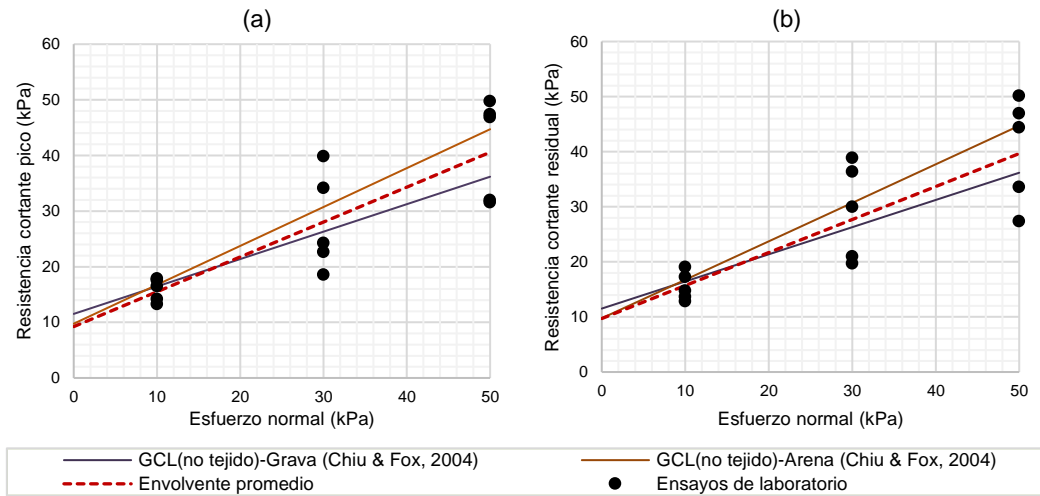 (a)
60
50
40
30
20
10
0
Resistencia cortante pico (kPa)
0 10 20 30 40 50
Esfuerzo normal (kPa)
(b)
60
50
40
30
20
10
0
Resistencia cortante residual (kPa)
0 10 20 30 40 50
Esfuerzo normal (kPa)
GCL(no tejido)-Grava (Chiu & Fox, 2004)
GCL(no tejido)-Arena (Chiu & Fox, 2004)
Envolvente promedio
Ensayos de laboratorio